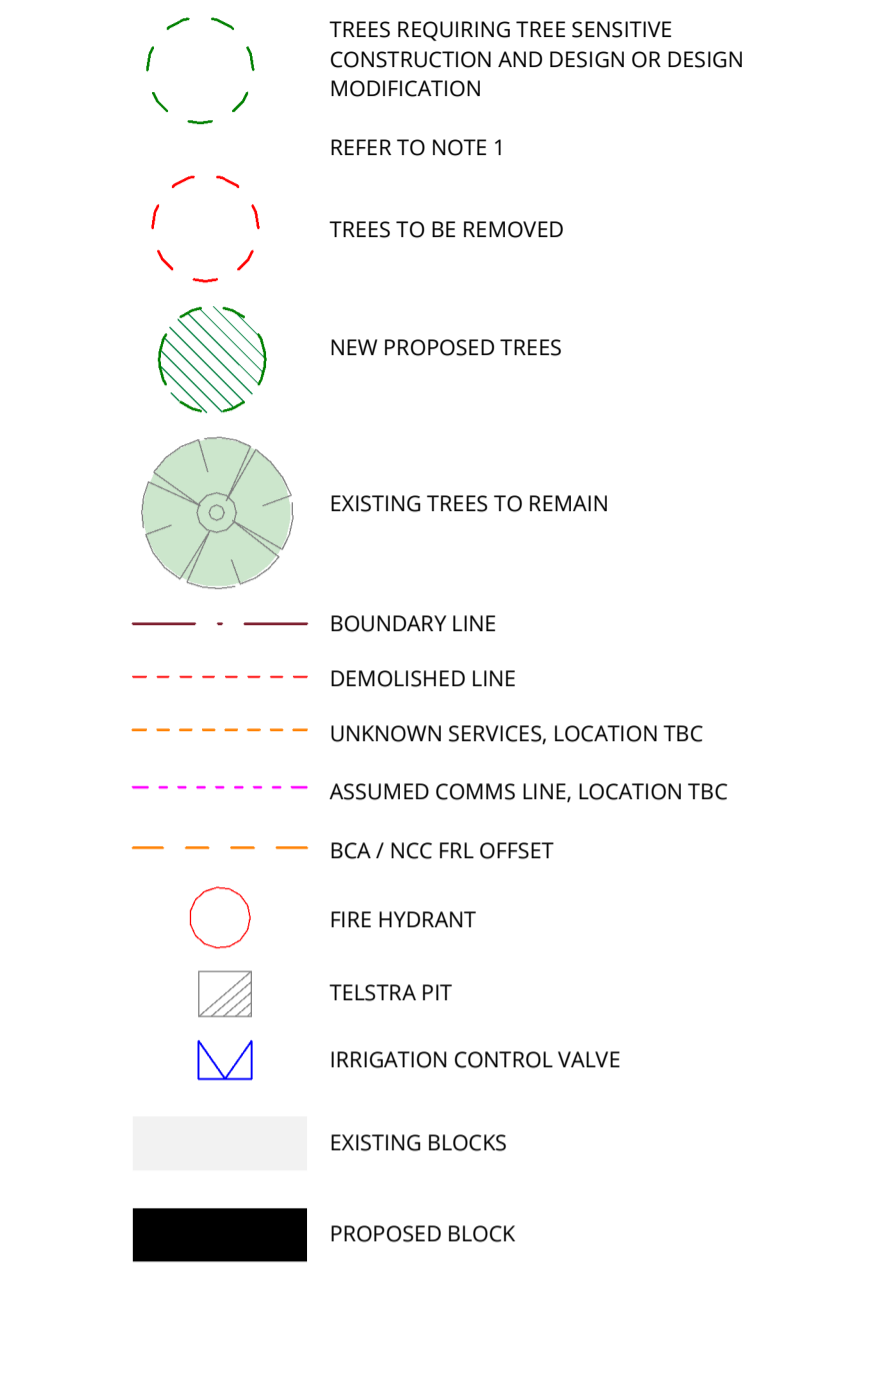 TREES REQUIRING TREE SENSITIVE
CONSTRUCTION AND DESIGN OR DESIGN
MODIFICATION
REFER TO NOTE 1
TREES TO BE REMOVED
NEW PROPOSED TREES
EXISTING TREES TO REMAIN
BOUNDARY LINE
DEMOLISHED LINE
UNKNOWN SERVICES, LOCATION TBC
ASSUMED COMMS LINE, LOCATION TBC
BCA / NCC FRL OFFSET
FIRE HYDRANT
TELSTRA PIT
IRRIGATION CONTROL VALVE
EXISTING BLOCKS
PROPOSED BLOCK